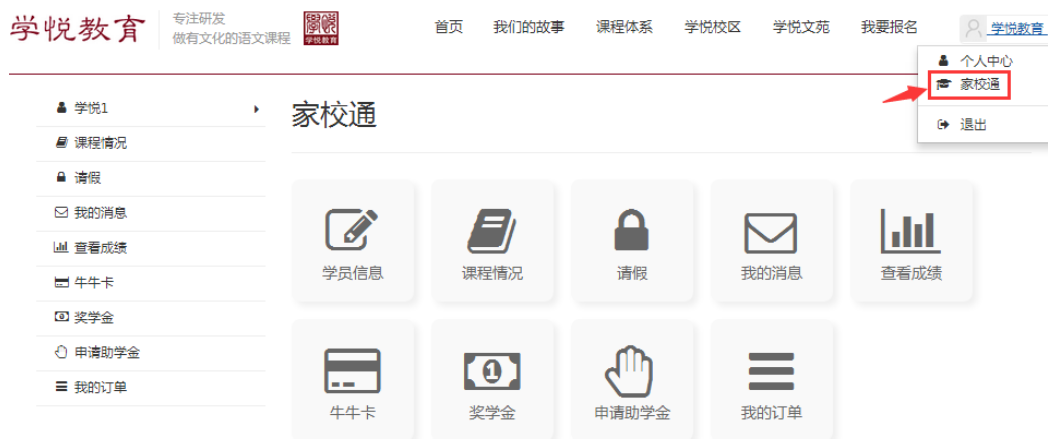 学悦教育
专注研发
做有文化的语文课程
學悦
学悦教育
首页 我们的故事 课程体系 学悦校区 学悦文苑 我要报名 学悦教育
个人中心
家校通
退出
学悦1
课程情况
请假
我的消息
查看成绩
牛牛卡
奖学金
申请助学金
我的订单
家校通
学员信息 课程情况 请假 我的消息 查看成绩
牛牛卡 奖学金 申请助学金 我的订单